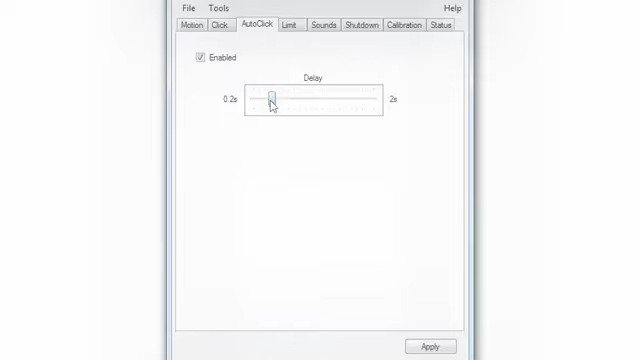 File Tools Help
Motion Click AutoClick Limit Sounds Shutdown Calibration Status
Enabled
Delay
0.2s 2s
Apply